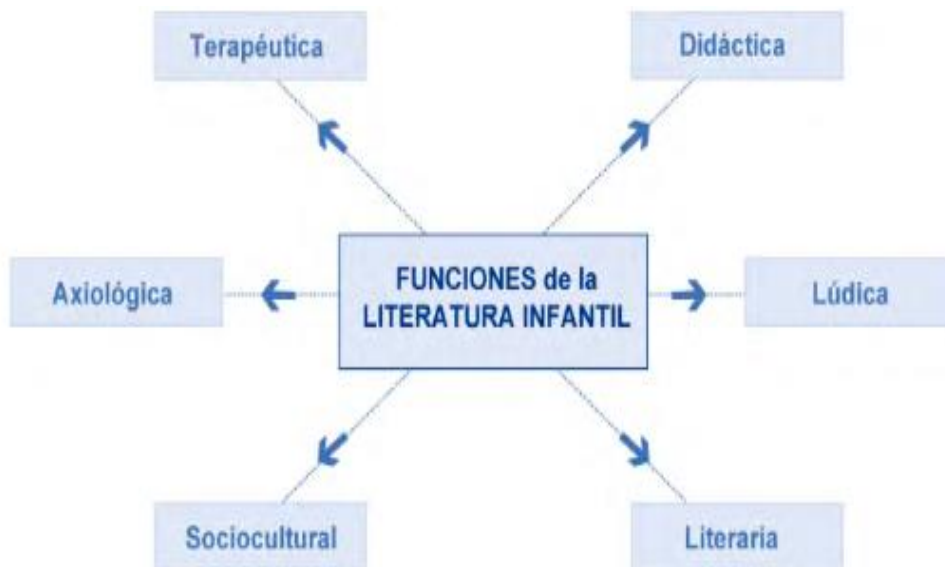 Terapéutica
Didáctica
FUNCIONES de la
LITERATURA INFANTIL
Axiológica
Lúdica
Sociocultural
Literaria